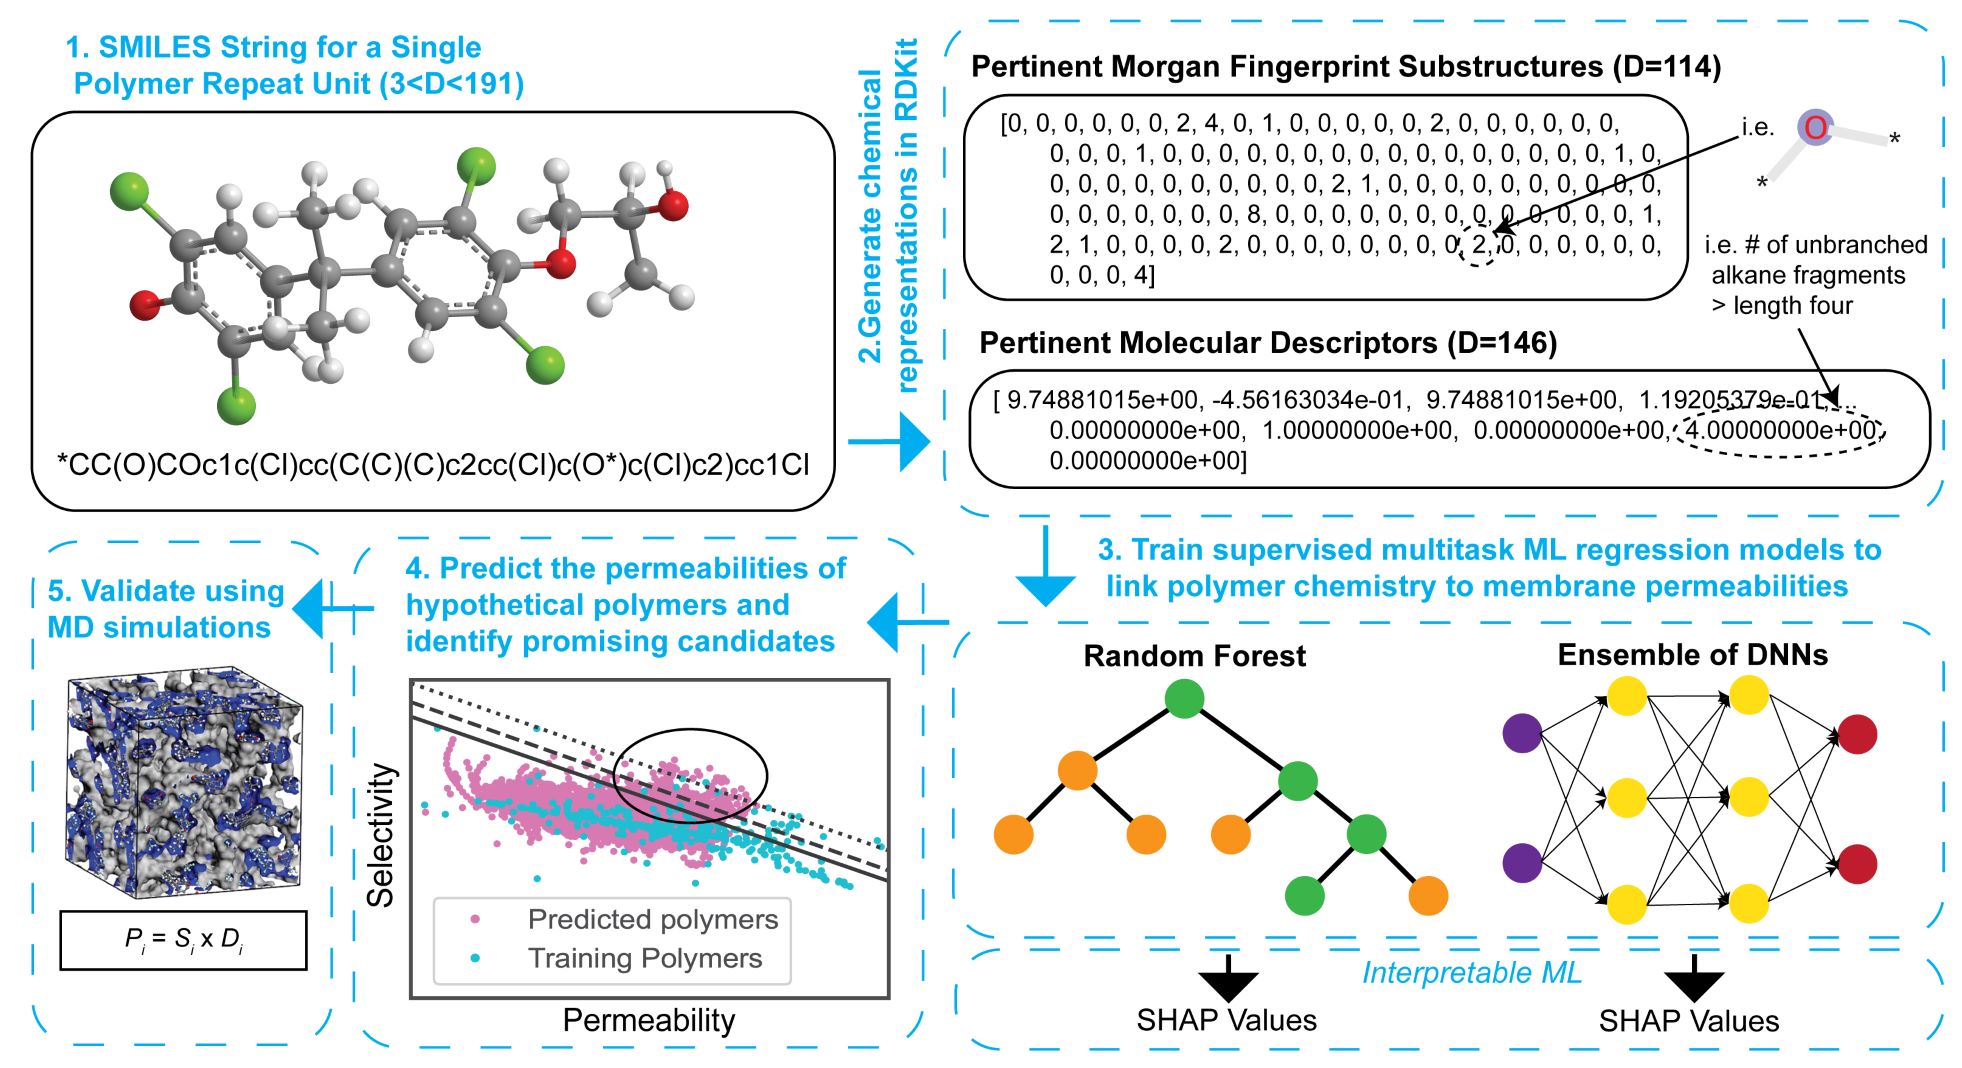 1. SMILES String for a Single
Polymer Repeat Unit (3<D<191)
*CC(O)COc1c(Cl)cc(C(C)(C)c2cc(Cl)c(O*)c(Cl)c2)cc1Cl
2.Generate chemical
representations in RDKit
Pertinent Morgan Fingerprint Substructures (D=114)
[0, 0, 0, 0, 0, 0, 2, 4, 0, 1, 0, 0, 0, 0, 0, 2, 0, 0, 0, 0, 0, 0,
0, 0, 0, 1, 0, 0, 0, 0, 0, 0, 0, 0, 0, 0, 0, 0, 0, 0, 0, 0, 1, 0,
0, 0, 0, 0, 0, 0, 0, 0, 0, 0, 2, 1, 0, 0, 0, 0, 0, 0, 0, 0, 0, 0,
0, 0, 0, 0, 0, 0, 0, 8, 0, 0, 0, 0, 0, 0, 0, 0, 0, 0, 0, 0, 0, 1,
2, 1, 0, 0, 0, 0, 2, 0, 0, 0, 0, 0, 0, 0, 0, 2, 0, 0, 0, 0, 0, 0,
0, 0, 0, 4]
i.e.
O
*
*
i.e. # of unbranched
alkane fragments
> length four
Pertinent Molecular Descriptors (D=146)
[ 9.74881015e+00, -4.56163034e-01, 9.74881015e+00, 1.19205379e-01, ...
0.00000000e+00, 1.00000000e+00, 0.00000000e+00, 4.00000000e+00,
0.00000000e+00]
3. Train supervised multitask ML regression models to
link polymer chemistry to membrane permeabilities
Random Forest
Ensemble of DNNs
Interpretable ML
SHAP Values
SHAP Values
4. Predict the permeabilities of
hypothetical polymers and
identify promising candidates
Selectivity
Predicted polymers
Training Polymers
Permeability
5. Validate using
MD simulations
Pi = Si x Di